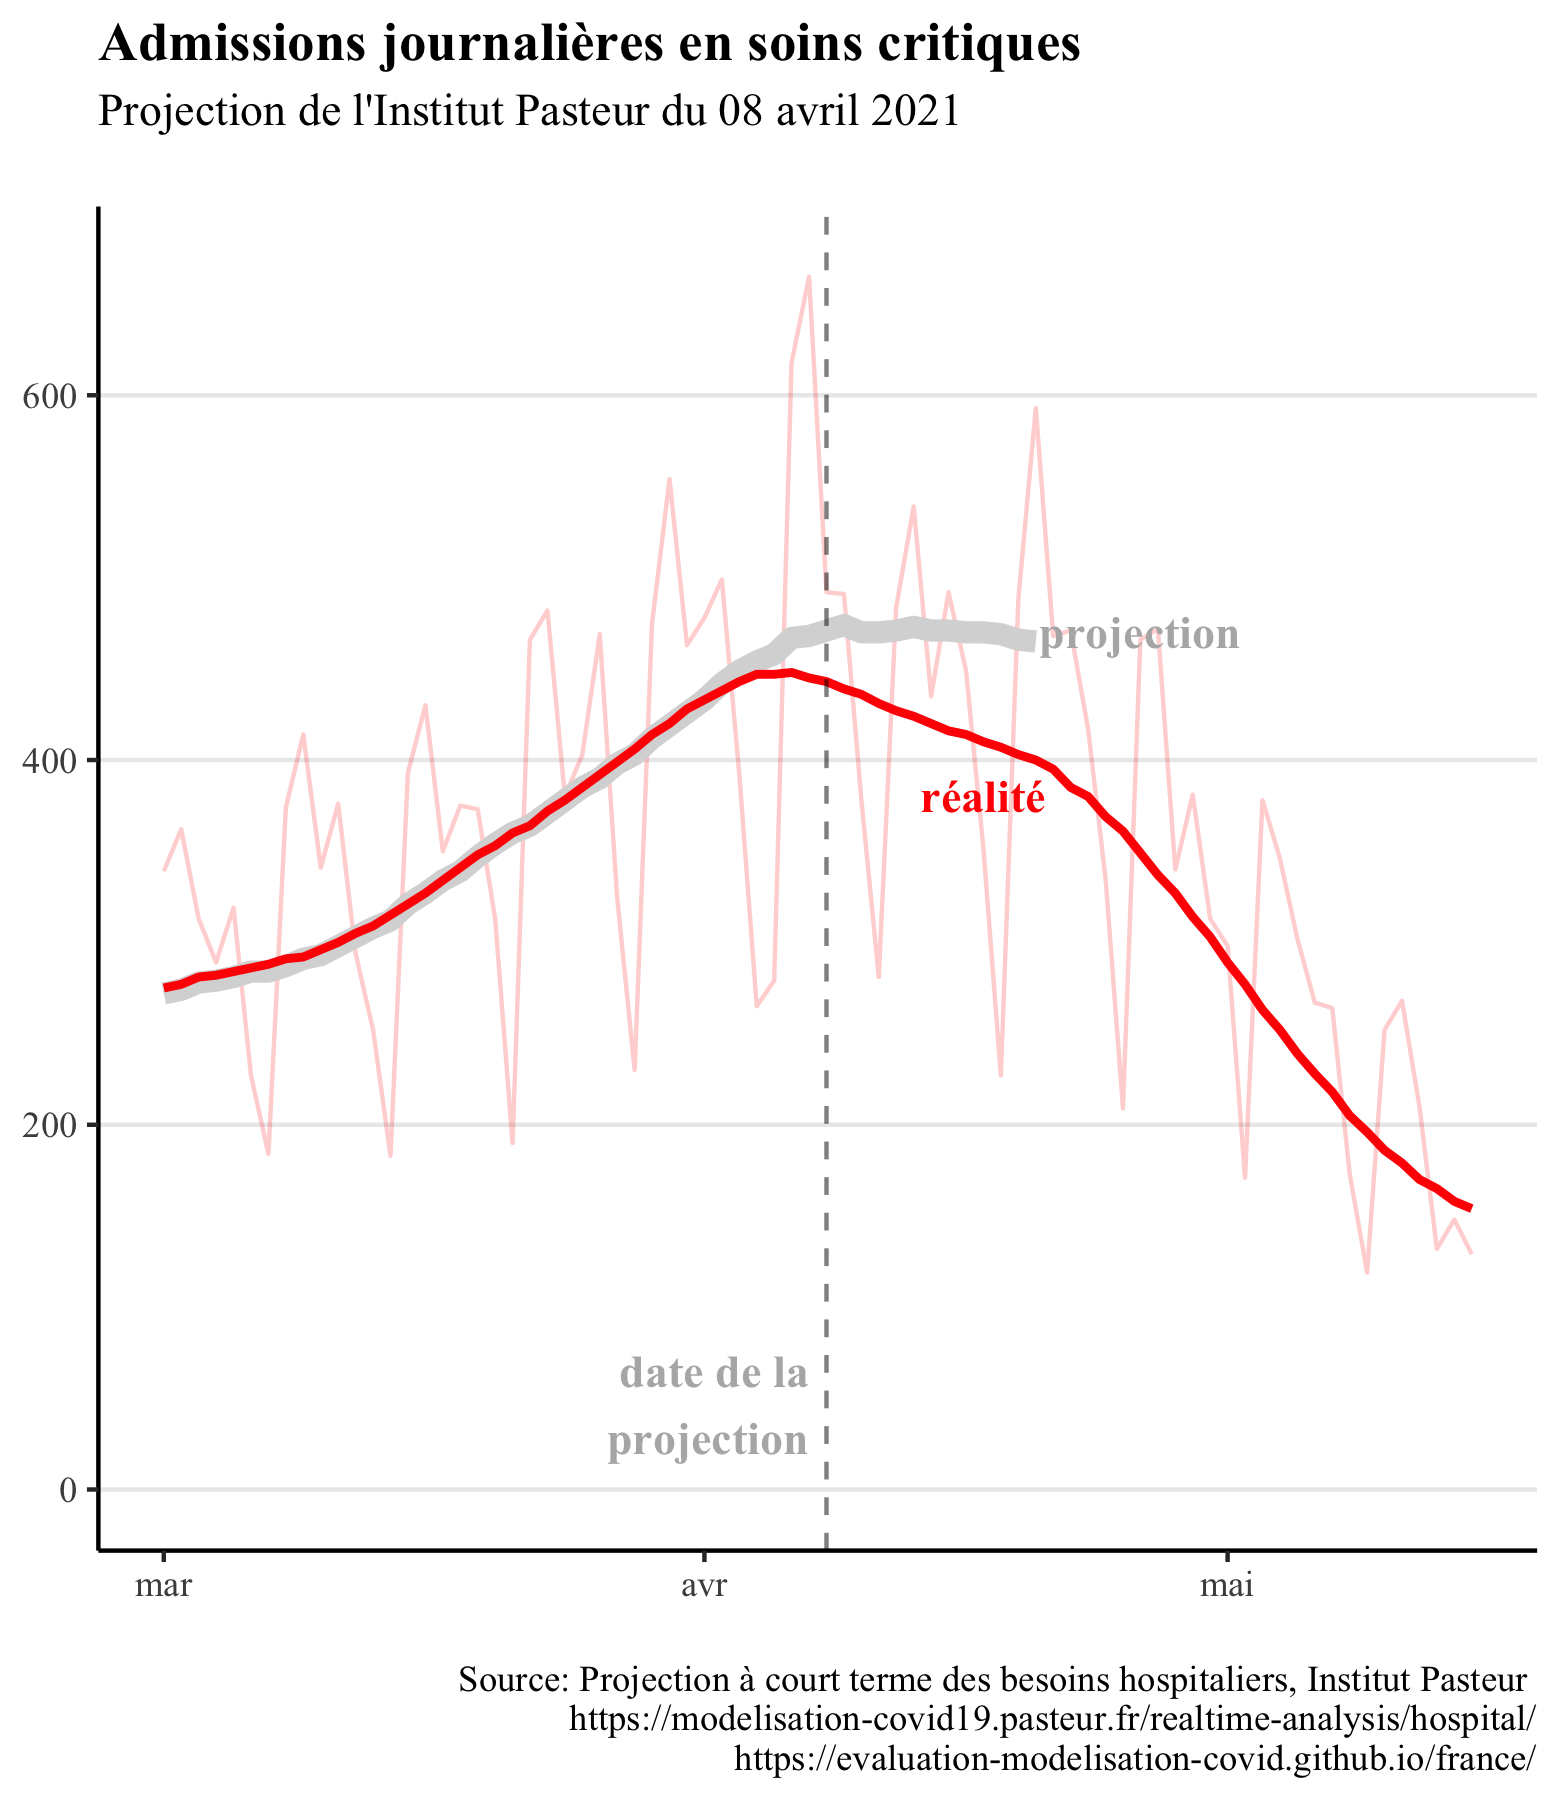 Admissions journalières en soins critiques
Projection de l'Institut Pasteur du 08 avril 2021
600
400
200
0
projection
réalité
date de la
projection
mar
avr
mai
Source: Projection à court terme des besoins hospitaliers, Institut Pasteur
https://modelisation-covid19.pasteur.fr/realtime-analysis/hospital/
https://evaluation-modelisation-covid.github.io/france/